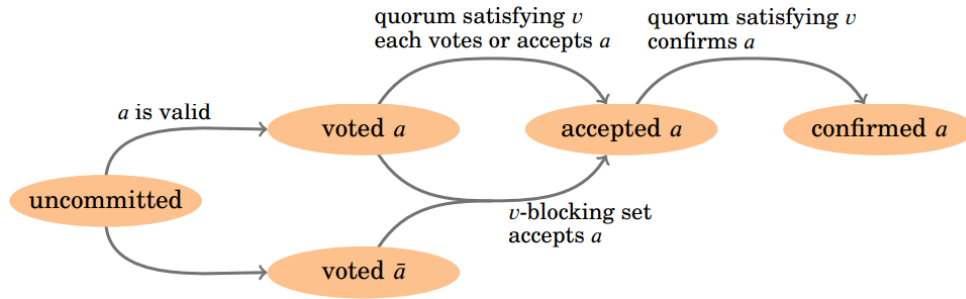 quorum satisfying v
each votes or accepts a
quorum satisfying v
confirms a
a is valid
voted a
accepted a
confirmed a
uncommitted
v-blocking set
accepts a
voted ā